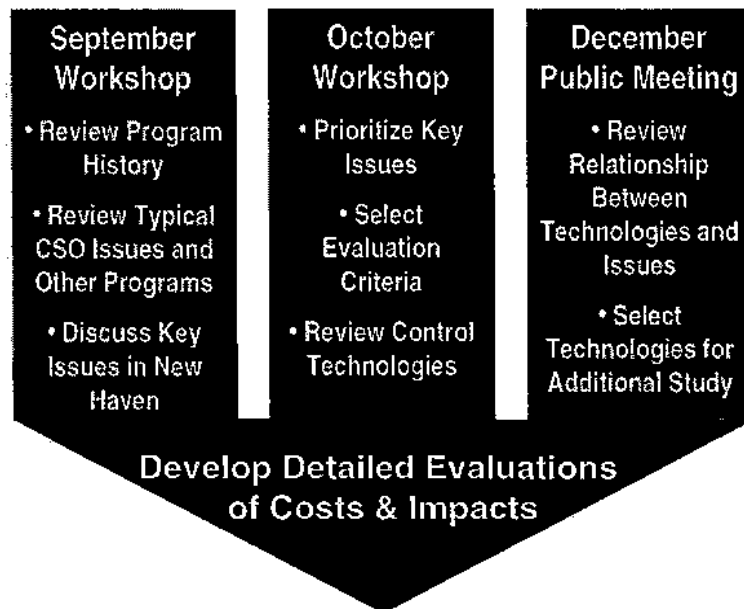 September
Workshop
• Review Program
History
• Review Typical
CSO Issues and
Other Programs
• Discuss Key
Issues in New
Haven
October
Workshop
• Prioritize Key
Issues
• Select
Evaluation
Criteria
• Review Control
Technologies
December
Public Meeting
• Review
Relationship
Between
Technologies and
Issues
• Select
Technologies for
Additional Study
Develop Detailed Evaluations
of Costs & Impacts